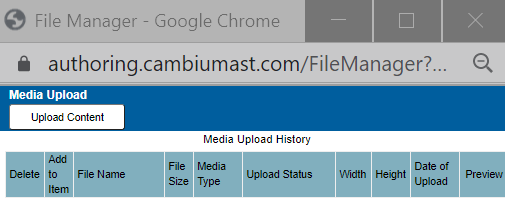 File Manager - Google Chrome
authoring.cambiumast.com/FileManager?...
Media Upload
Upload Content
Media Upload History
Delete Add to Item File Name File Size Media Type Upload Status Width Height Date of Upload Preview